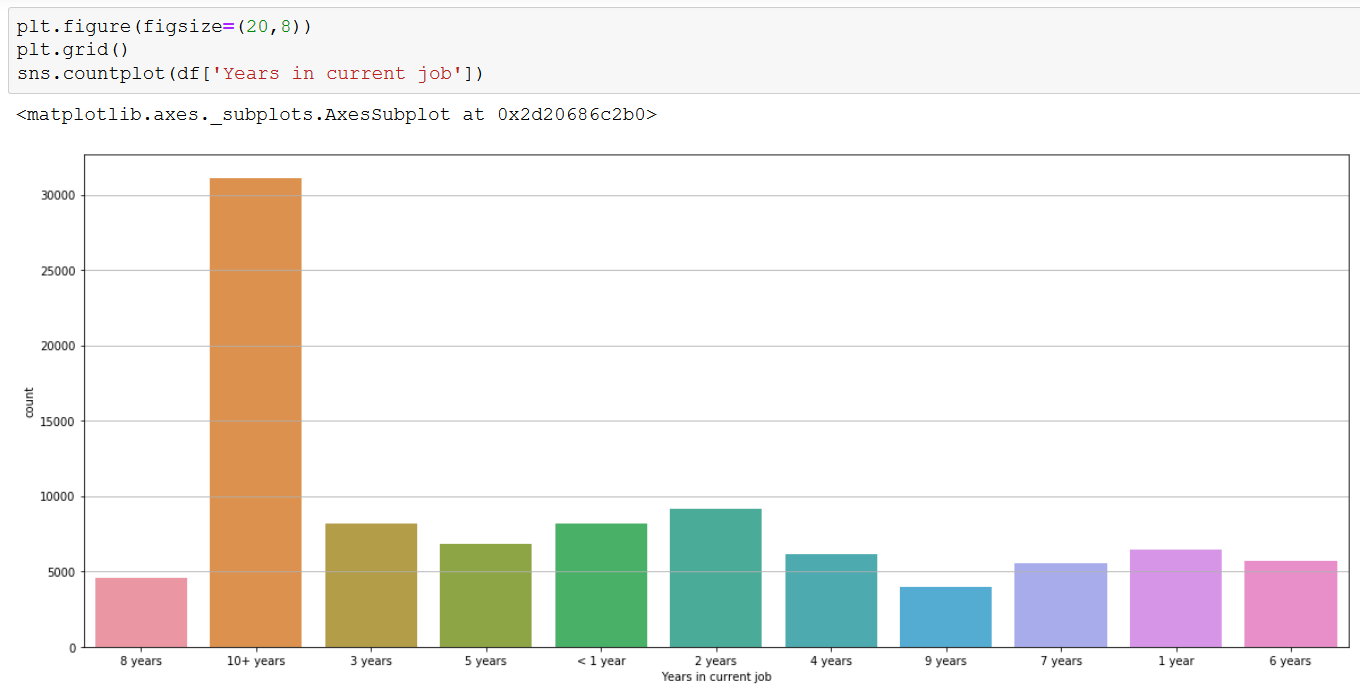 plt.figure(figsize=(20,8))
plt.grid()
sns.countplot(df['Years in current job'])
<matplotlib.axes._subplots.AxesSubplot at 0x2d20686c2b0>
30000
25000
20000
15000
10000
5000
0
count
8 years 10+ years 3 years 5 years < 1 year 2 years 4 years 9 years 7 years 1 year 6 years
Years in current job